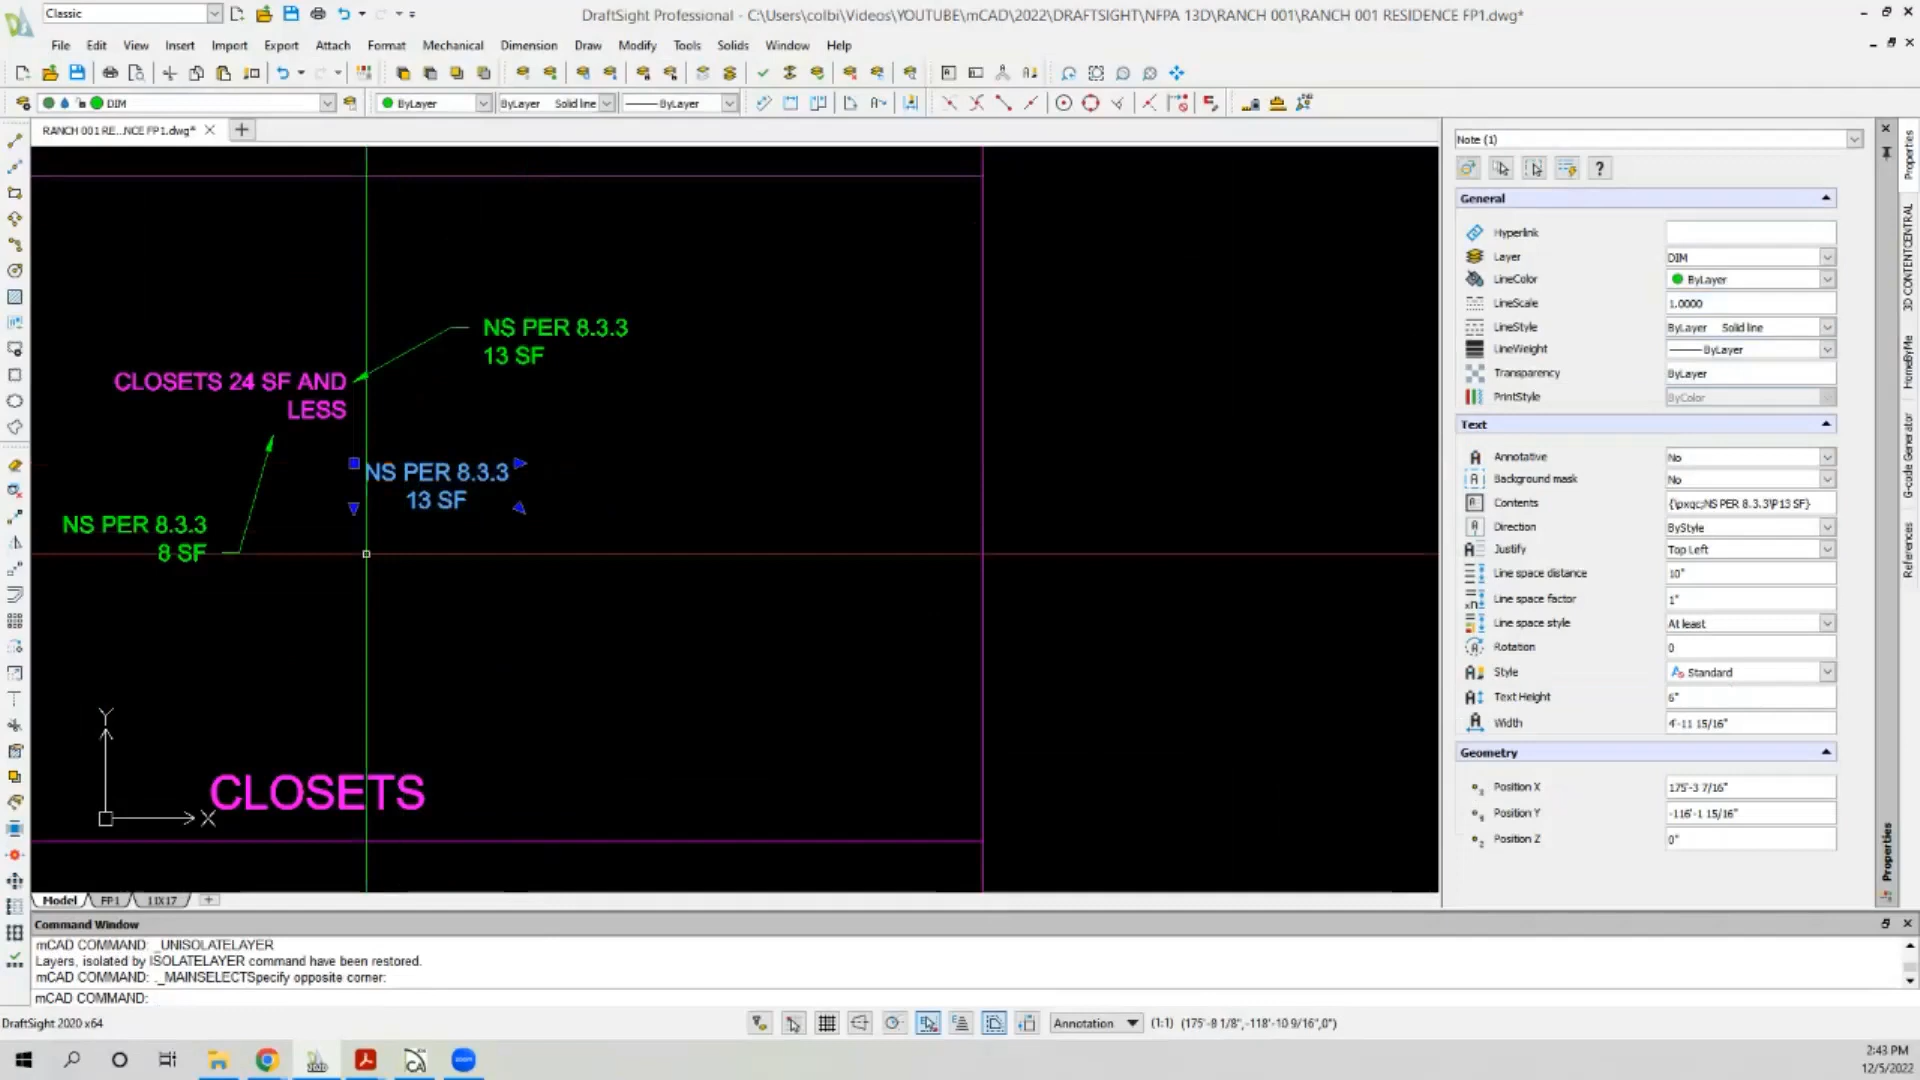 Classic
DraftSight Professional - C:\Users\colbi\Videos\YOUTUBE\mCAD\2022\DRAFTSIGHT\NFPA 13D\RANCH 001\RANCH 001 RESIDENCE FP1.dwg*
File Edit View Insert Import Export Attach Format Mechanical Dimension Draw Modify Tools Solids Window Help
DIM
ByLayer
ByLayer Solid line
ByLayer
RANCH 001 RE...NCE FP1.dwg*
NS PER 8.3.3
13 SF
CLOSETS 24 SF AND
LESS
NS PER 8.3.3
13 SF
NS PER 8.3.3
8 SF
Y
X
CLOSETS
Note (1)
General
Hyperlink
Layer DIM
LineColor ByLayer
LineScale 1.0000
LineStyle ByLayer Solid line
LineWeight ByLayer
Transparency ByLayer
PrintStyle ByColor
Text
Annotative No
Background mask No
Contents {\pxqc;NS PER 8.3.3\P13 SF}
Direction ByStyle
Justify Top Left
Line space distance 10"
Line space factor 1"
Line space style At least
Rotation 0
Style Standard
Text Height 6"
Width 4'-11 15/16"
Geometry
Position X 175'-3 7/16"
Position Y -116'-1 15/16"
Position Z 0"
Properties
3D CONTENTCENTRAL
HomeByMe
G-code Generator
References
Properties
Model FP1 11X17
Command Window
mCAD COMMAND: _UNISOLATELAYER
Layers, isolated by ISOLATELAYER command have been restored.
mCAD COMMAND: ._MAINSELECTSpecify opposite corner:
mCAD COMMAND:
DraftSight 2020 x64
Annotation (1:1) (175'-8 1/8",-118'-10 9/16",0")
2:43 PM
12/5/2022